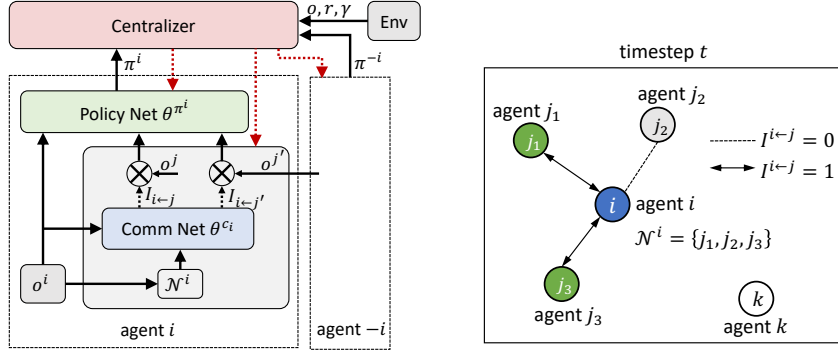 Centralizer
o, r, γ
Env
π^i
π^{-i}
Policy Net θ^{π^i}
o^j
o^{j'}
I_{i←j}
I_{i←j'}
Comm Net θ^{c_i}
o^i
𝒩^i
agent i
agent −i
timestep t
agent j_1
agent j_2
j_1
j_2
I^{i←j} = 0
I^{i←j} = 1
i
agent i
𝒩^i = {j_1, j_2, j_3}
j_3
agent j_3
k
agent k